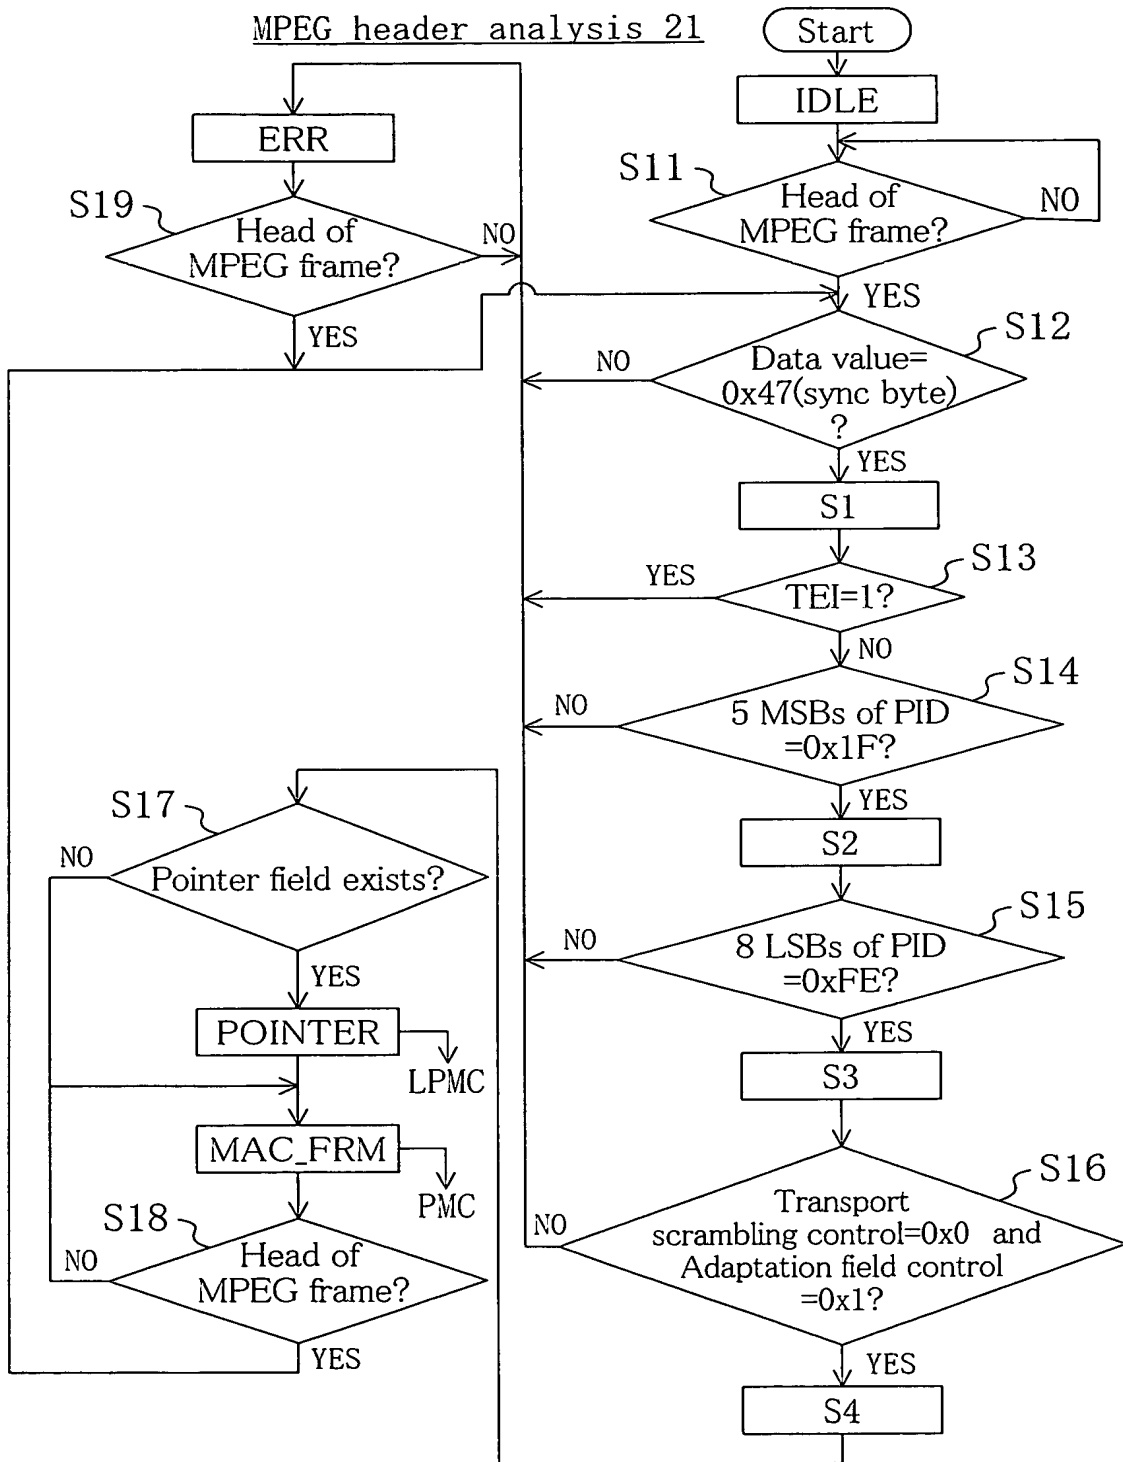 MPEG header analysis 21
Start
IDLE
ERR
S11
Head of
MPEG frame?
NO
YES
S19
Head of
MPEG frame?
NO
YES
S12
Data value=
0x47(sync byte)
?
NO
YES
S1
S13
TEI=1?
YES
NO
S14
5 MSBs of PID
=0x1F?
NO
YES
S2
S15
8 LSBs of PID
=0xFE?
NO
YES
S3
S16
Transport
scrambling control=0x0 and
Adaptation field control
=0x1?
NO
YES
S4
S17
Pointer field exists?
NO
YES
POINTER
LPMC
MAC_FRM
PMC
S18
Head of
MPEG frame?
NO
YES